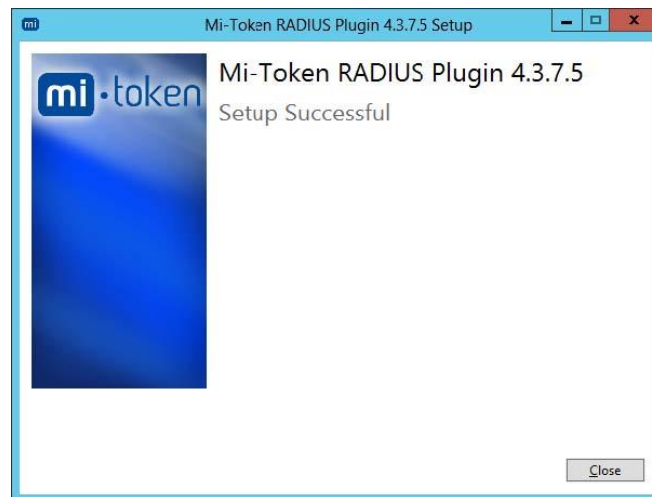 mi
Mi-Token RADIUS Plugin 4.3.7.5 Setup
mi·token
Mi-Token RADIUS Plugin 4.3.7.5
Setup Successful
Close